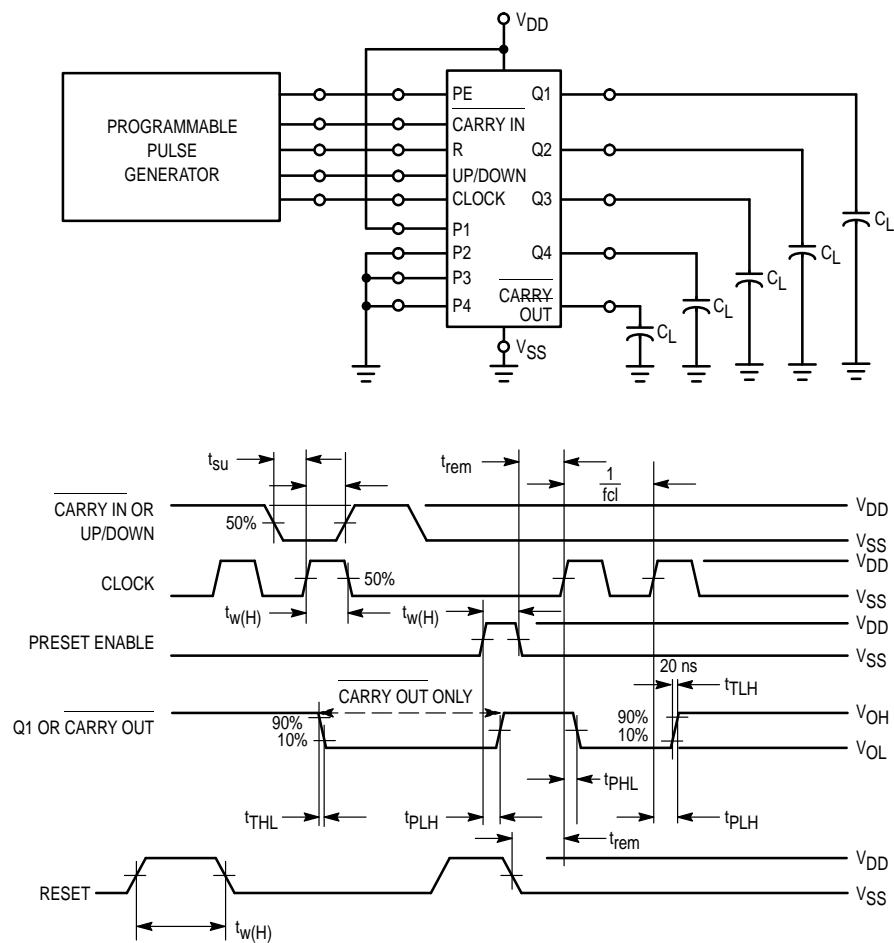 VDD
PROGRAMMABLE
PULSE
GENERATOR
PE
CARRY IN
R
UP/DOWN
CLOCK
P1
P2
P3
P4
Q1
Q2
Q3
Q4
CARRY
OUT
CL
CL
CL
CL
CL
VSS
tsu
trem
1
fcl
CARRY IN OR
UP/DOWN
50%
VDD
VSS
CLOCK
50%
VDD
VSS
tw(H)
tw(H)
PRESET ENABLE
VDD
VSS
20 ns
tTLH
CARRY OUT ONLY
Q1 OR CARRY OUT
90%
10%
90%
10%
VOH
VOL
tPHL
tTHL
tPLH
tPLH
trem
RESET
VDD
VSS
tw(H)